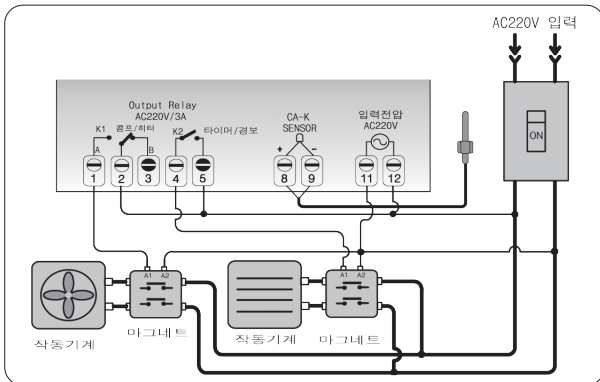 AC220V 입력
Output Relay
AC220V/3A
K1 콤프/히터
K2 타이머/경보
A
B
CA-K
SENSOR
+ -
입력전압
AC220V
ON
1 2 3 4 5 8 9 11 12
A1 A2
A1 A2
작동기계
마그네트
작동기계
마그네트